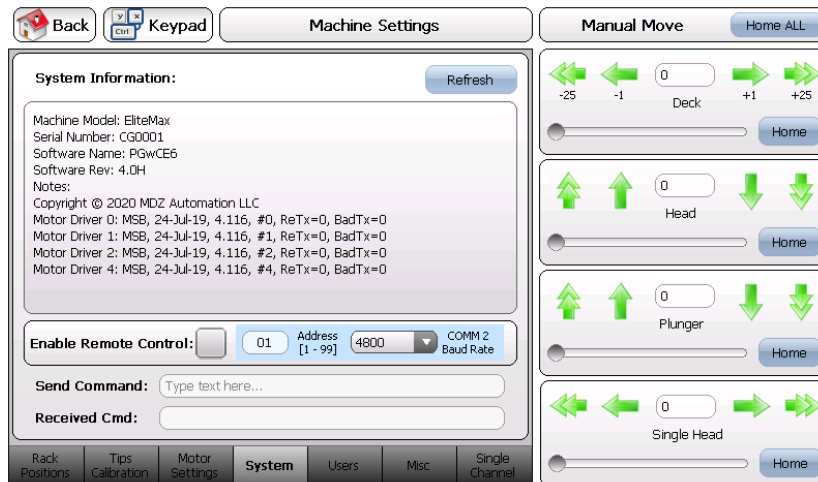 Back
y x Ctrl
Keypad
Machine Settings
Manual Move
Home ALL
System Information:
Refresh
Machine Model: EliteMax
Serial Number: CG0001
Software Name: PGwCE6
Software Rev: 4.0H
Notes:
Copyright © 2020 MDZ Automation LLC
Motor Driver 0: MSB, 24-Jul-19, 4.116, #0, ReTx=0, BadTx=0
Motor Driver 1: MSB, 24-Jul-19, 4.116, #1, ReTx=0, BadTx=0
Motor Driver 2: MSB, 24-Jul-19, 4.116, #2, ReTx=0, BadTx=0
Motor Driver 4: MSB, 24-Jul-19, 4.116, #4, ReTx=0, BadTx=0
Enable Remote Control:
01
Address
[1 - 99]
4800
COMM 2
Baud Rate
Send Command:
Type text here...
Received Cmd:
Rack
Positions
Tips
Calibration
Motor
Settings
System
Users
Misc
Single
Channel
0
-25 -1 Deck +1 +25
Home
0
Head
Home
0
Plunger
Home
0
Single Head
Home